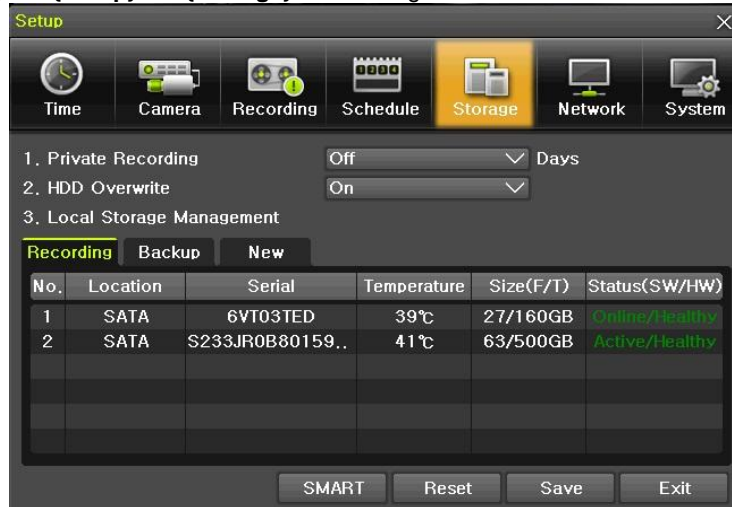 Setup
Time Camera Recording Schedule Storage Network System
1. Private Recording Off Days
2. HDD Overwrite On
3. Local Storage Management
Recording Backup New
No. Location Serial Temperature Size(F/T) Status(SW/HW)
1 SATA 6VT03TED 39℃ 27/160GB Online/Healthy
2 SATA S233JR0B80159.. 41℃ 63/500GB Active/Healthy
SMART Reset Save Exit